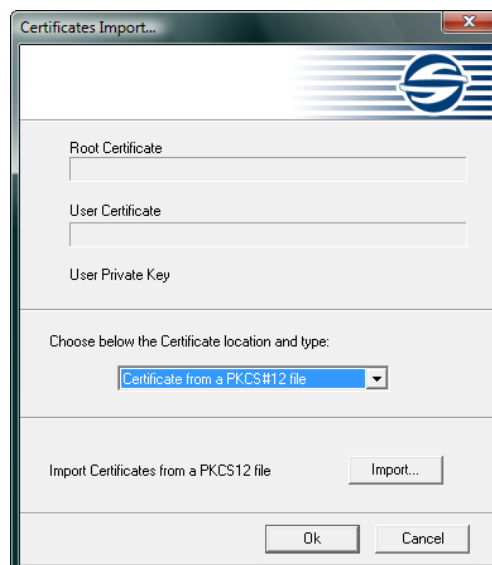 Certificates Import...
Root Certificate
User Certificate
User Private Key
Choose below the Certificate location and type:
Certificate from a PKCS#12 file
Import Certificates from a PKCS12 file
Import...
Ok
Cancel